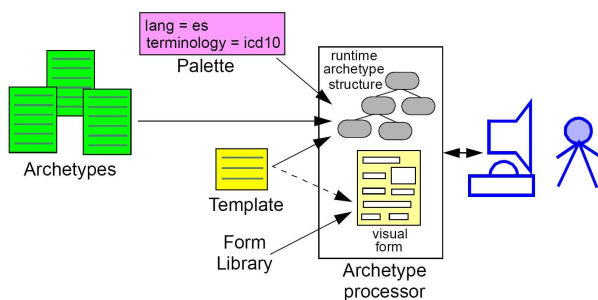 lang = es
terminology = icd10
Palette
runtime
archetype
structure
Archetypes
Template
Form
Library
visual
form
Archetype
processor